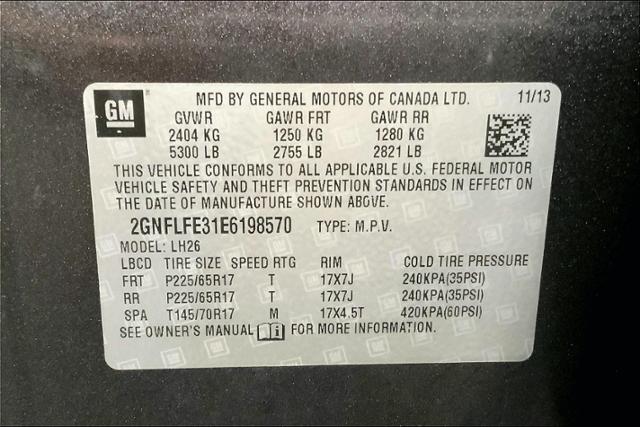 GM
MFD BY GENERAL MOTORS OF CANADA LTD. 11/13
GVWR GAWR FRT GAWR RR
2404 KG 1250 KG 1280 KG
5300 LB 2755 LB 2821 LB
THIS VEHICLE CONFORMS TO ALL APPLICABLE U.S. FEDERAL MOTOR
VEHICLE SAFETY AND THEFT PREVENTION STANDARDS IN EFFECT ON
THE DATE OF MANUFACTURE SHOWN ABOVE.
2GNFLFE31E6198570 TYPE: M.P.V.
MODEL: LH26
LBCD TIRE SIZE SPEED RTG RIM COLD TIRE PRESSURE
FRT P225/65R17 T 17X7J 240KPA(35PSI)
RR P225/65R17 T 17X7J 240KPA(35PSI)
SPA T145/70R17 M 17X4.5T 420KPA(60PSI)
SEE OWNER'S MANUAL FOR MORE INFORMATION.